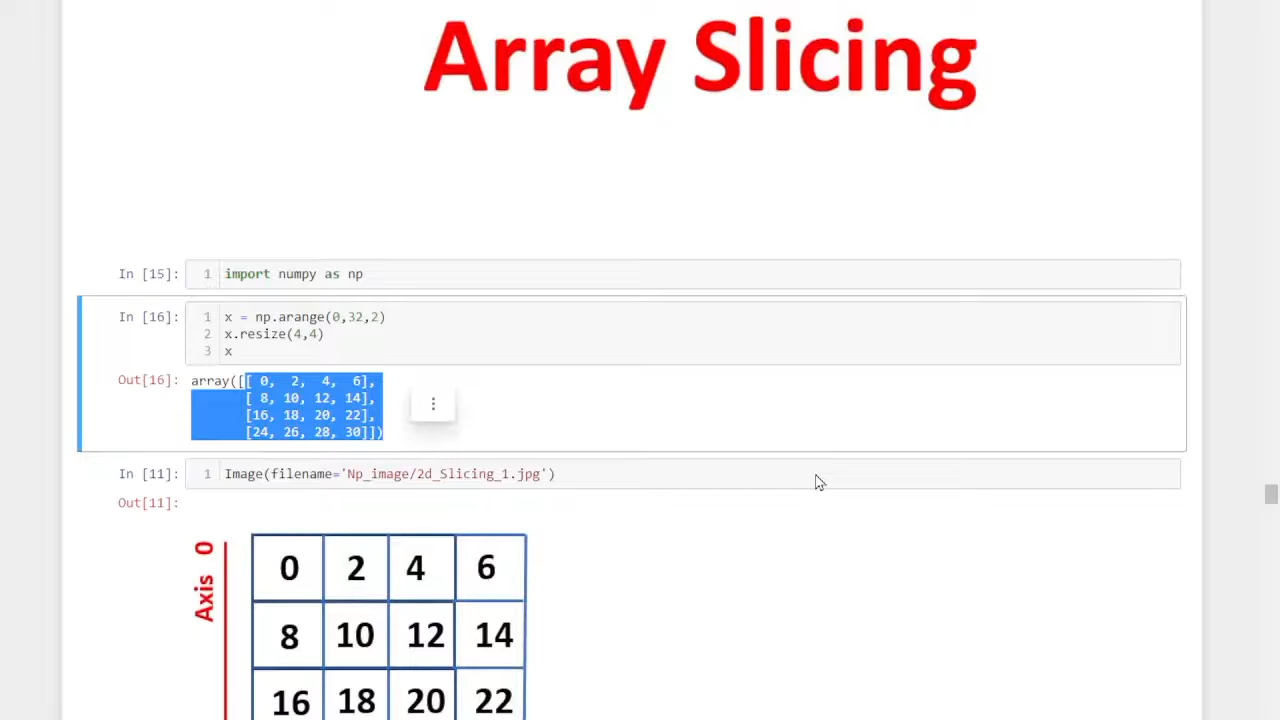 Array Slicing
In [15]: 1 import numpy as np
In [16]: 1 x = np.arange(0,32,2)
2 x.resize(4,4)
3 x
Out[16]: array([[ 0, 2, 4, 6],
[ 8, 10, 12, 14],
[16, 18, 20, 22],
[24, 26, 28, 30]])
In [11]: 1 Image(filename='Np_image/2d_Slicing_1.jpg')
Out[11]:
Axis 0
0 2 4 6
8 10 12 14
16 18 20 22